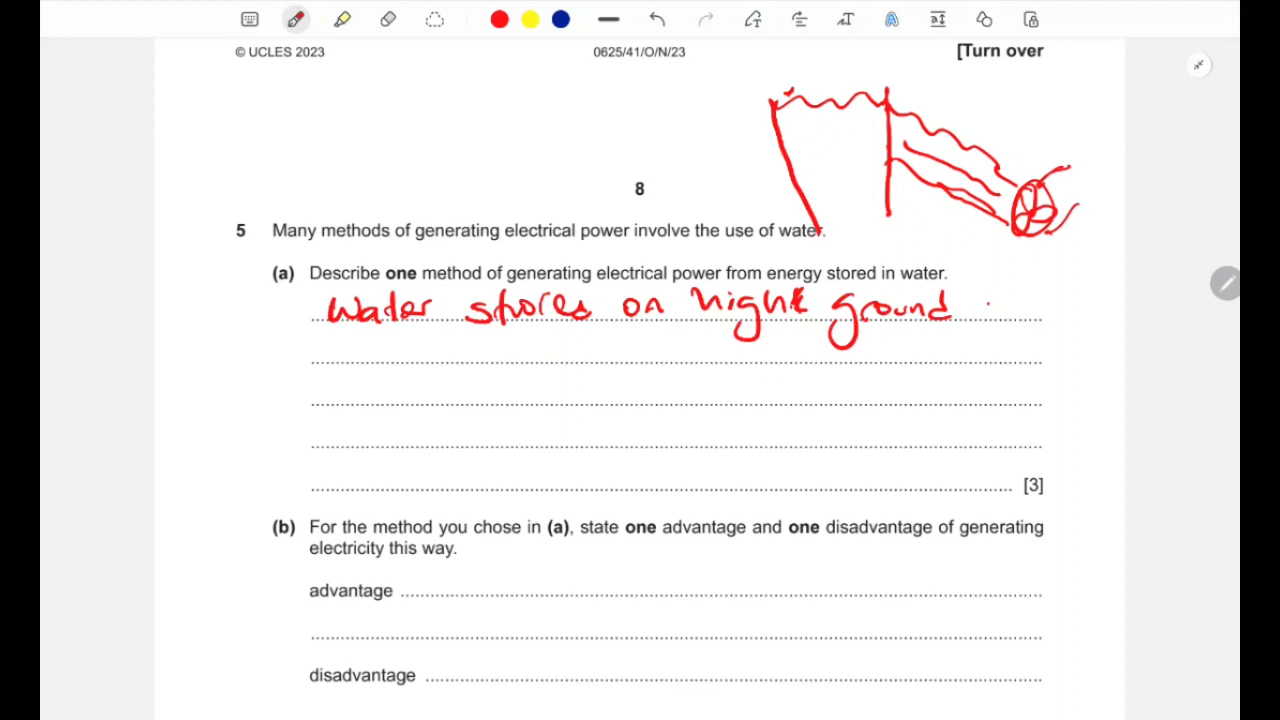 © UCLES 2023 0625/41/O/N/23 [Turn over
8
5 Many methods of generating electrical power involve the use of water.
(a) Describe one method of generating electrical power from energy stored in water.
Water stores on hight ground
[3]
(b) For the method you chose in (a), state one advantage and one disadvantage of generating
electricity this way.
advantage
disadvantage